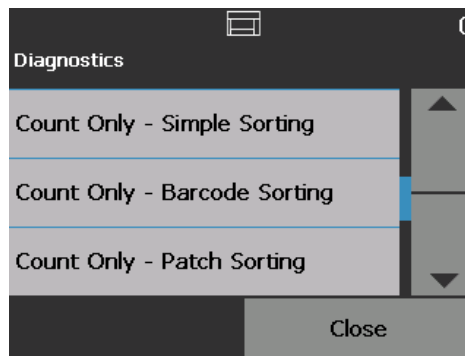 Diagnostics
Count Only - Simple Sorting
Count Only - Barcode Sorting
Count Only - Patch Sorting
Close